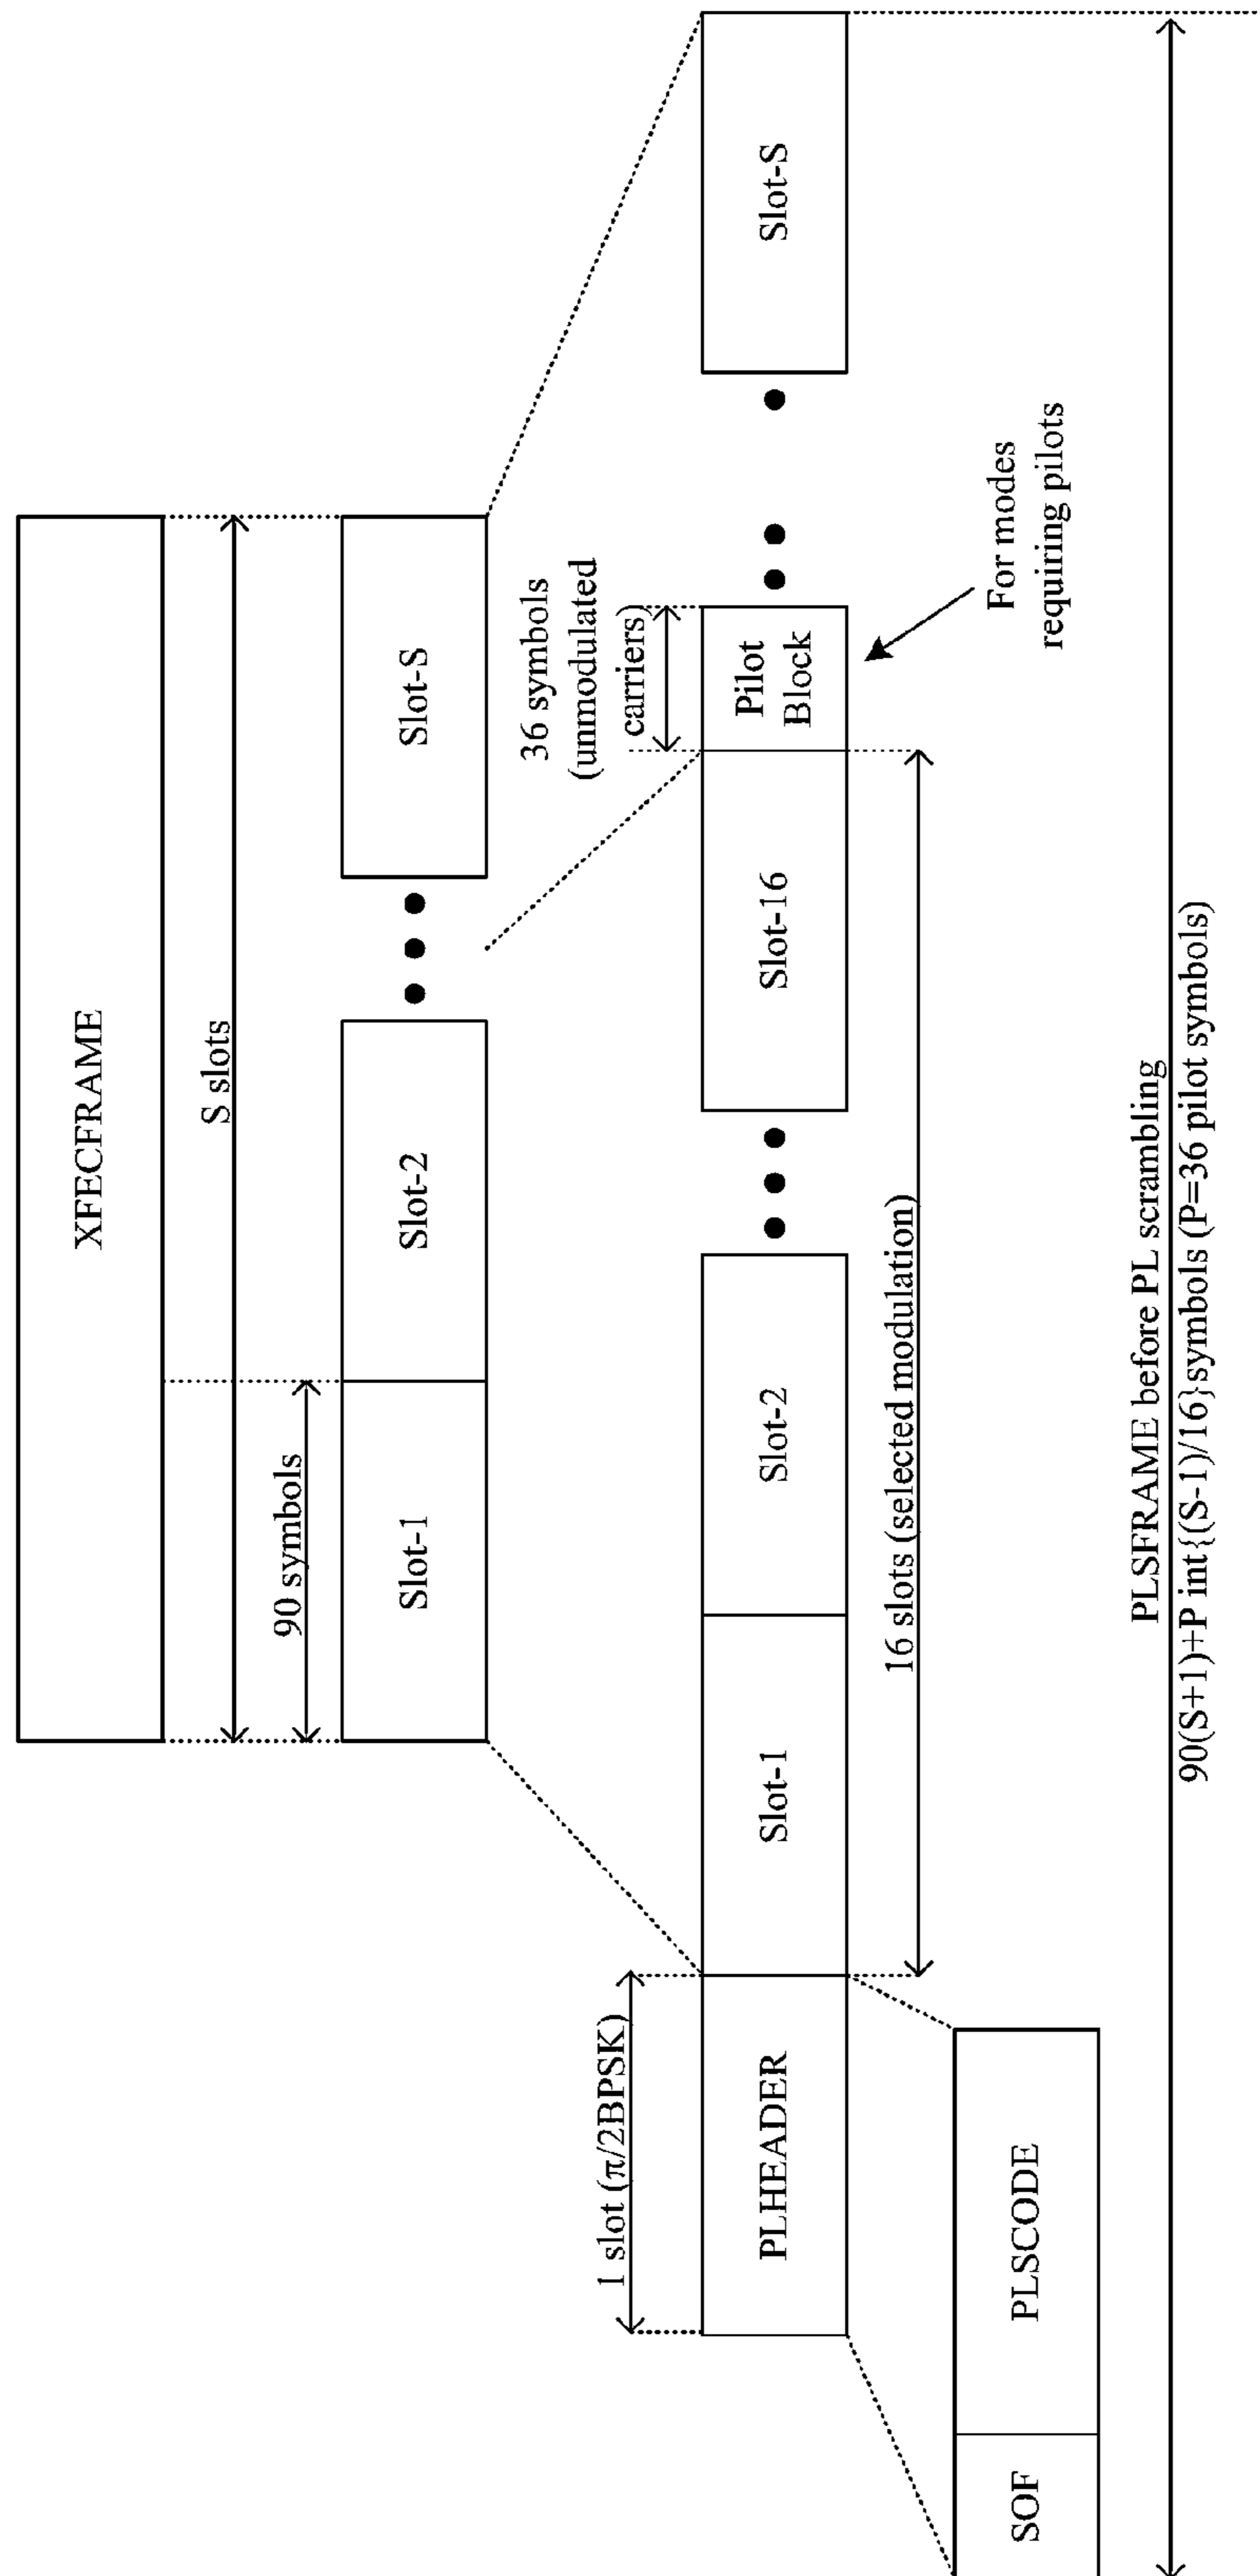 XFECFRAME
S slots
90 symbols
Slot-1
Slot-2
Slot-S
36 symbols
(unmodulated
carriers)
1 slot (π/2BPSK)
PLHEADER
Slot-1
Slot-2
Slot-16
Pilot
Block
Slot-S
16 slots (selected modulation)
For modes
requiring pilots
SOF
PLSCODE
PLSFRAME before PL scrambling
90(S+1)+P int{(S-1)/16}symbols (P=36 pilot symbols)